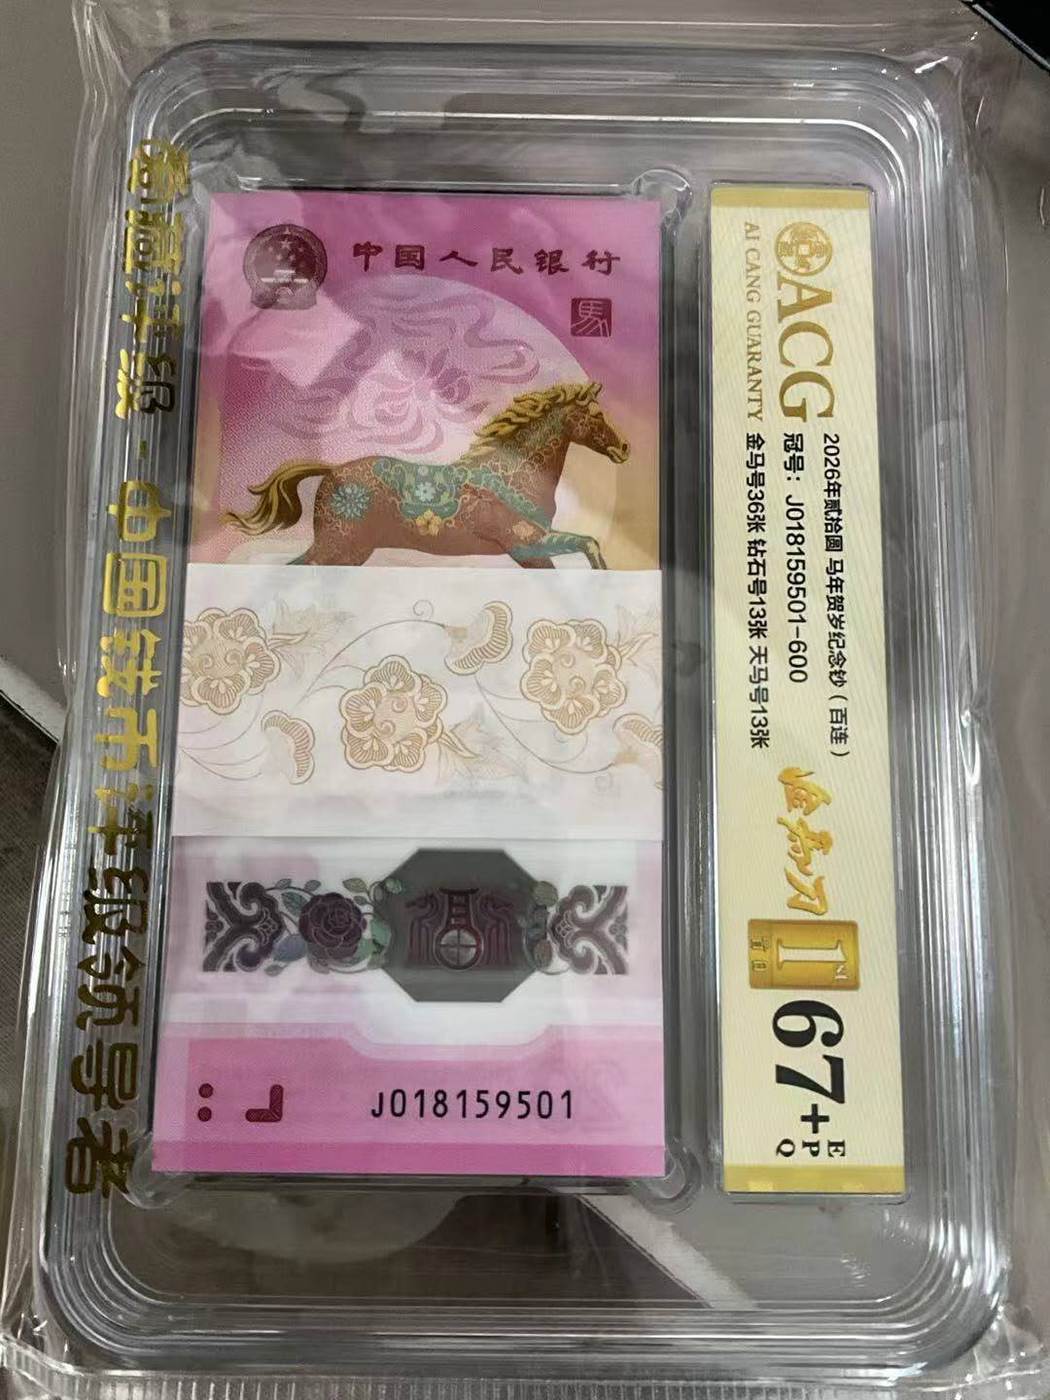 爱藏评级 - 中国钱币评级领导者
中国人民银行
馬
J018159501
ACG
AI CANG GUARANTY
2026年贰拾圆 马年贺岁纪念钞（百连）
冠号：J018159501-600
金马号36张 钻石号13张 天马号13张
1ST
首日
67+
E
P
Q